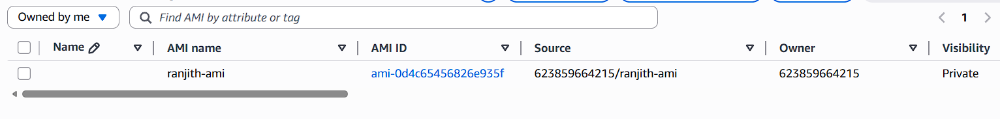 Owned by me Find AMI by attribute or tag 1
Name AMI name AMI ID Source Owner Visibility
ranjith-ami ami-0d4c65456826e935f 623859664215/ranjith-ami 623859664215 Private